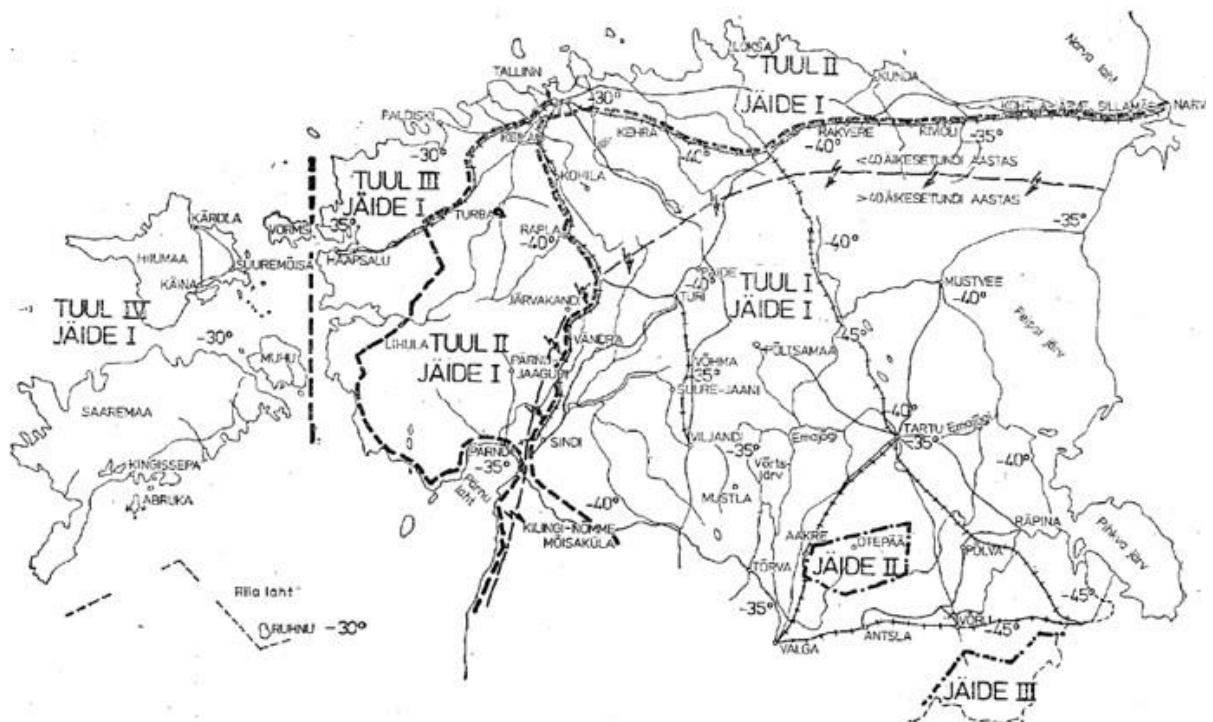 Narva laht
LOKSA
TUUL II
TALLINN
KUNDA
JÄIDE I
-30°
PALDISKI
KOHTLA-JÄRVE
SILLAMÄE
NARVA
KEHRA
RAKVERE
KIVIÕLI
-35°
-30°
-40°
-40°
<40 ÄIKESETUNDI AASTAS
>40 ÄIKESETUNDI AASTAS
KOHILA
TUUL III
JÄIDE I
KÄRDLA
VORMSI
-35°
TURBA
RAPLA
-40°
-35°
HIIUMAA
SUUREMÕISA
HAAPSALU
-40°
KÄINA
PAIDE
-40°
TÜRI
TUUL I
JÄIDE I
MUSTVEE
-40°
TUUL IV
JÄIDE I
JÄRVAKANDI
Peipsi järv
-30°
LIHULA
TUUL II
JÄIDE I
VÄNDRA
-45°
MUHU
PÄRNU
JAAGUPI
PÕLTSAMAA
VÕHMA
-35°
SUURE-JAANI
SAAREMAA
-40°
TARTU
Emajõgi
-35°
Emajõgi
SINDI
VILJANDI
-35°
PÄRNU
-35°
KINGISSEPA
Võrts-
järv
-40°
ABRUKA
Pärnu
laht
MUSTLA
-40°
KILINGI-NÕMME
MÕISAKÜLA
RÄPINA
Pihkva järv
AAKRE
OTEPÄÄ
PÕLVA
JÄIDE II
TÕRVA
Riia laht
-35°
-45°
RUHNU
-30°
VÕRU
-45°
ANTSLA
VALGA
JÄIDE III